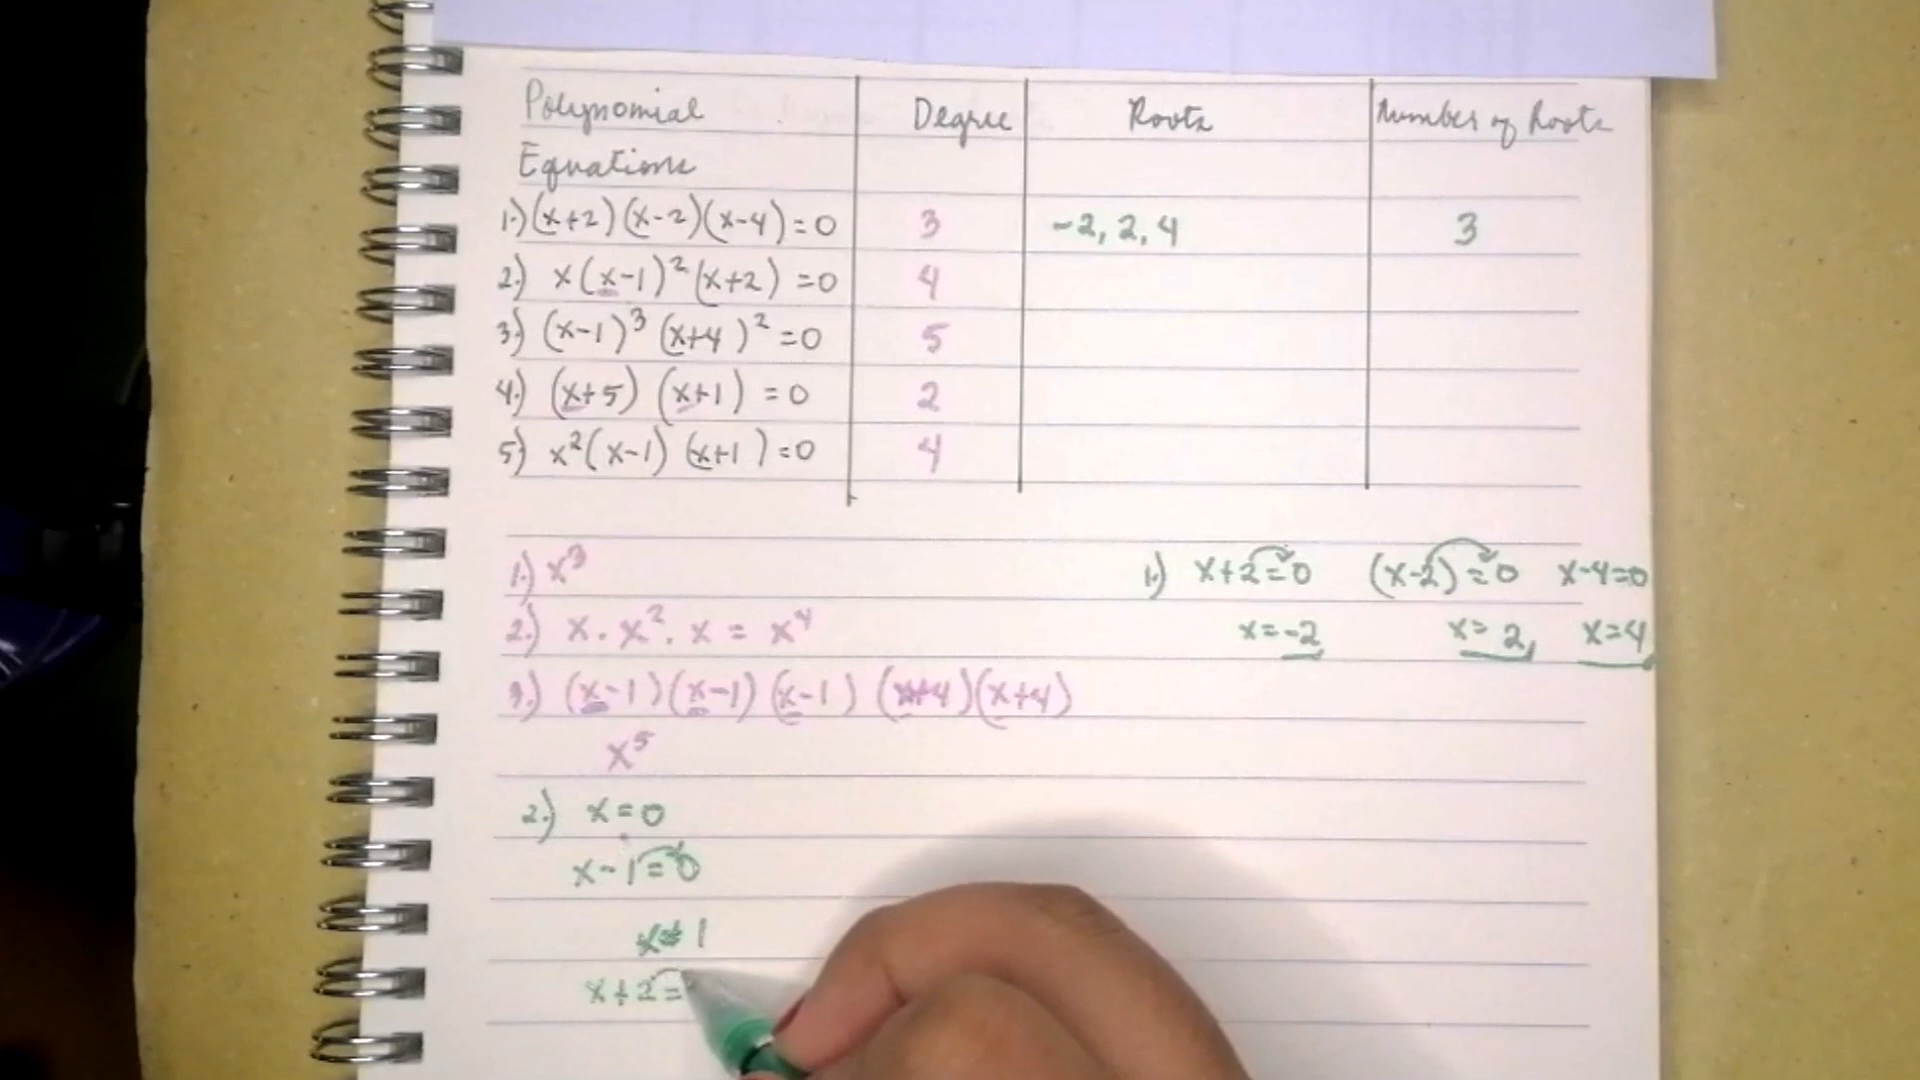 Polynomial Equations Degree Roots Number of Roots
1.) (x+2)(x-2)(x-4)=0 3 -2, 2, 4 3
2.) x(x-1)²(x+2)=0 4
3.) (x-1)³(x+4)²=0 5
4.) (x+5)(x+1)=0 2
5.) x²(x-1)(x+1)=0 4
1.) x³
2.) x·x²·x = x⁴
3.) (x-1)(x-1)(x-1)(x+4)(x+4)
x⁵
1.) x+2=0 (x-2)=0 x-4=0
x=-2 x=2, x=4
2.) x=0
x-1=0
x=1
x+2=